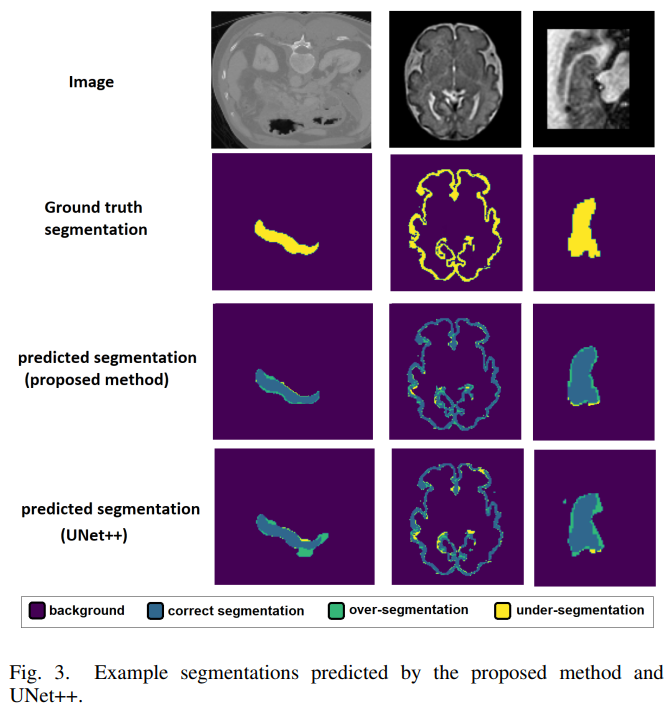 Image
Ground truth
segmentation
predicted segmentation
(proposed method)
predicted segmentation
(UNet++)
background correct segmentation over-segmentation under-segmentation
Fig. 3. Example segmentations predicted by the proposed method and
UNet++.